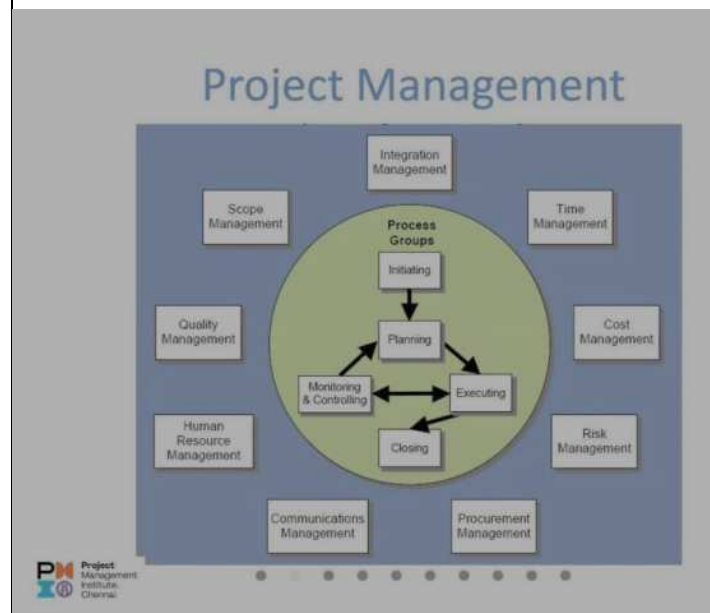 Project Management
Integration
Management
Scope
Management
Time
Management
Process
Groups
Initiating
Quality
Management
Planning
Cost
Management
Monitoring
& Controlling
Executing
Human
Resource
Management
Closing
Risk
Management
Communications
Management
Procurement
Management
PM
Project
Management
Institute.
Chennai